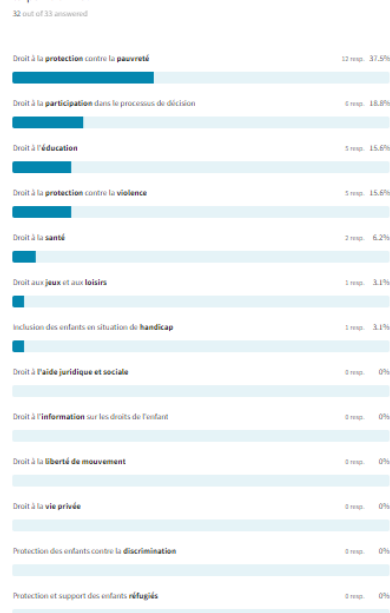 32 out of 33 answered
Droit à la protection contre la pauvreté 12 resp. 37.5%
Droit à la participation dans le processus de décision 6 resp. 18.8%
Droit à l'éducation 5 resp. 15.6%
Droit à la protection contre la violence 5 resp. 15.6%
Droit à la santé 2 resp. 6.2%
Droit aux jeux et aux loisirs 1 resp. 3.1%
Inclusion des enfants en situation de handicap 1 resp. 3.1%
Droit à l'aide juridique et sociale 0 resp. 0%
Droit à l'information sur les droits de l'enfant 0 resp. 0%
Droit à la liberté de mouvement 0 resp. 0%
Droit à la vie privée 0 resp. 0%
Protection des enfants contre la discrimination 0 resp. 0%
Protection et support des enfants réfugiés 0 resp. 0%